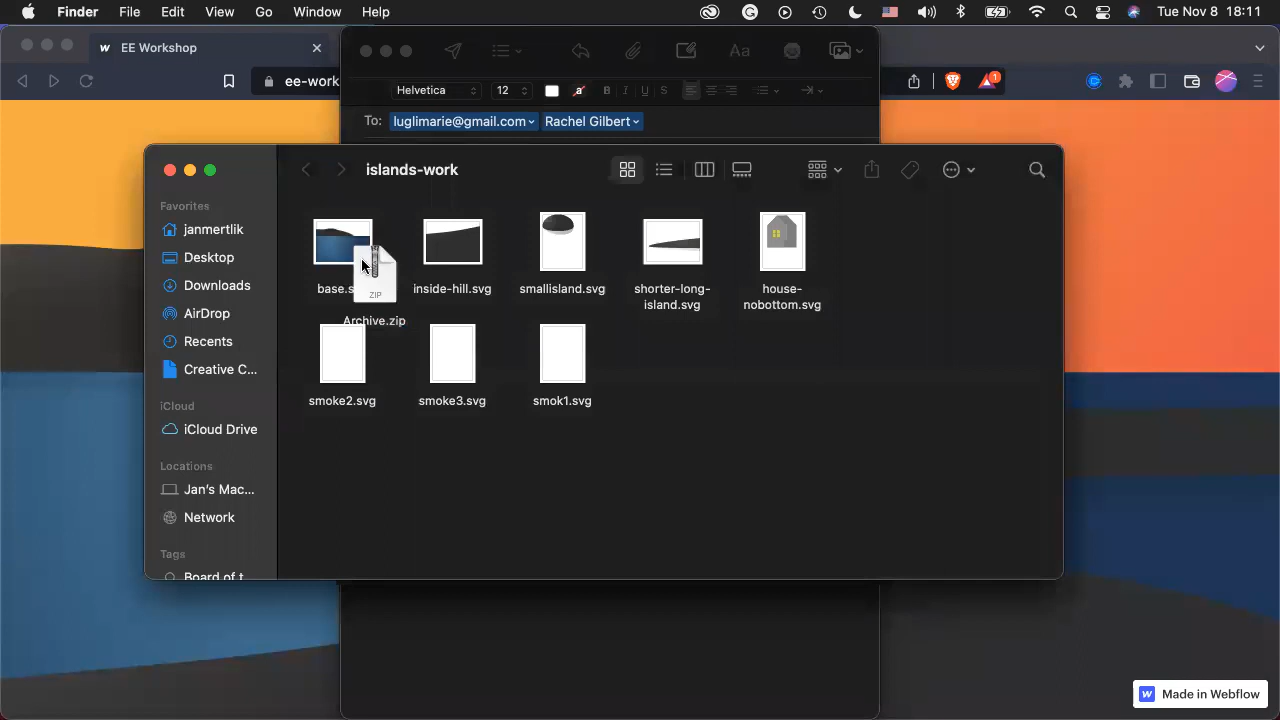 Finder File Edit View Go Window Help Tue Nov 8 18:11
EE Workshop
ee-work
1
Helvetica 12 Aa a B I U S
To: luglimarie@gmail.com Rachel Gilbert
islands-work
Favorites
janmertlik
Desktop
Downloads
AirDrop
Recents
Creative C...
iCloud
iCloud Drive
Locations
Jan's Mac...
Network
Tags
Board of t
ZIP
base.s
inside-hill.svg
smallisland.svg
shorter-long-
island.svg
house-
nobottom.svg
Archive.zip
smoke2.svg
smoke3.svg
smok1.svg
Made in Webflow